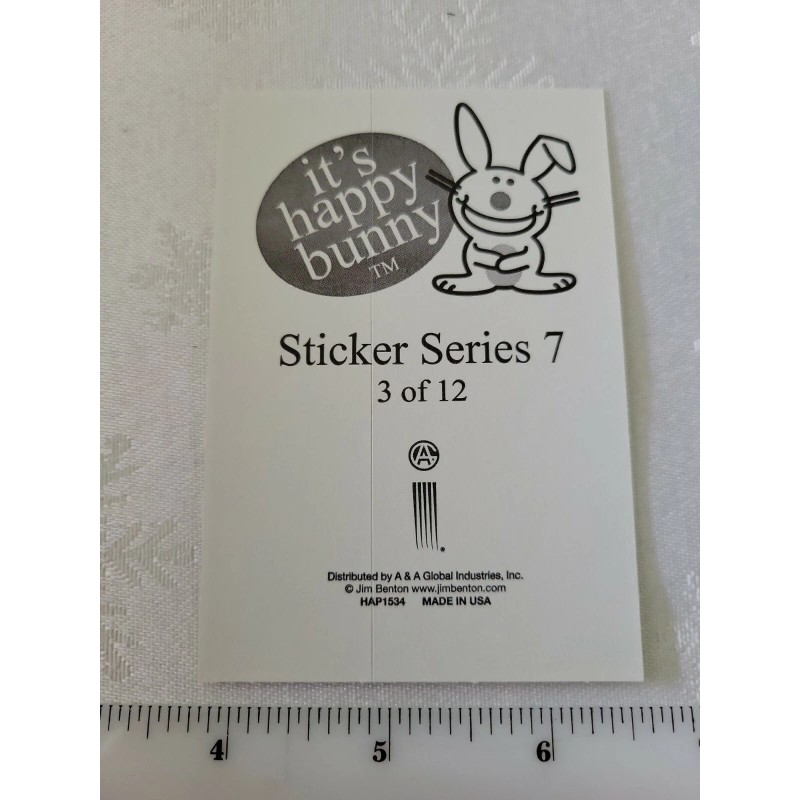 it's
happy
bunny
TM
Sticker Series 7
3 of 12
Distributed by A & A Global Industries, Inc.
© Jim Benton www.jimbenton.com
HAP1534 MADE IN USA
4 5 6